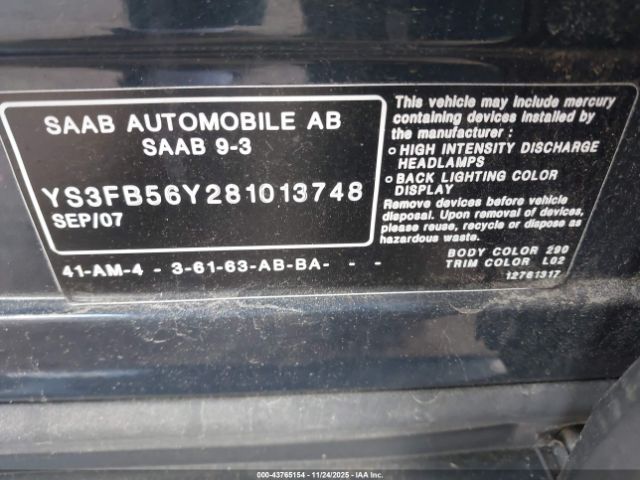 SAAB AUTOMOBILE AB
SAAB 9-3
YS3FB56Y281013748
SEP/07
41-AM-4 - 3-61-63-AB-BA- - -
This vehicle may include mercury
containing devices installed by
the manufacturer :
o HIGH INTENSITY DISCHARGE
HEADLAMPS
o BACK LIGHTING COLOR
DISPLAY
Remove devices before vehicle
disposal. Upon removal of devices,
please reuse, recycle or dispose as
hazardous waste.
BODY COLOR 290
TRIM COLOR L02
12761317
000-43765154 - 11/24/2025 - IAAI.com